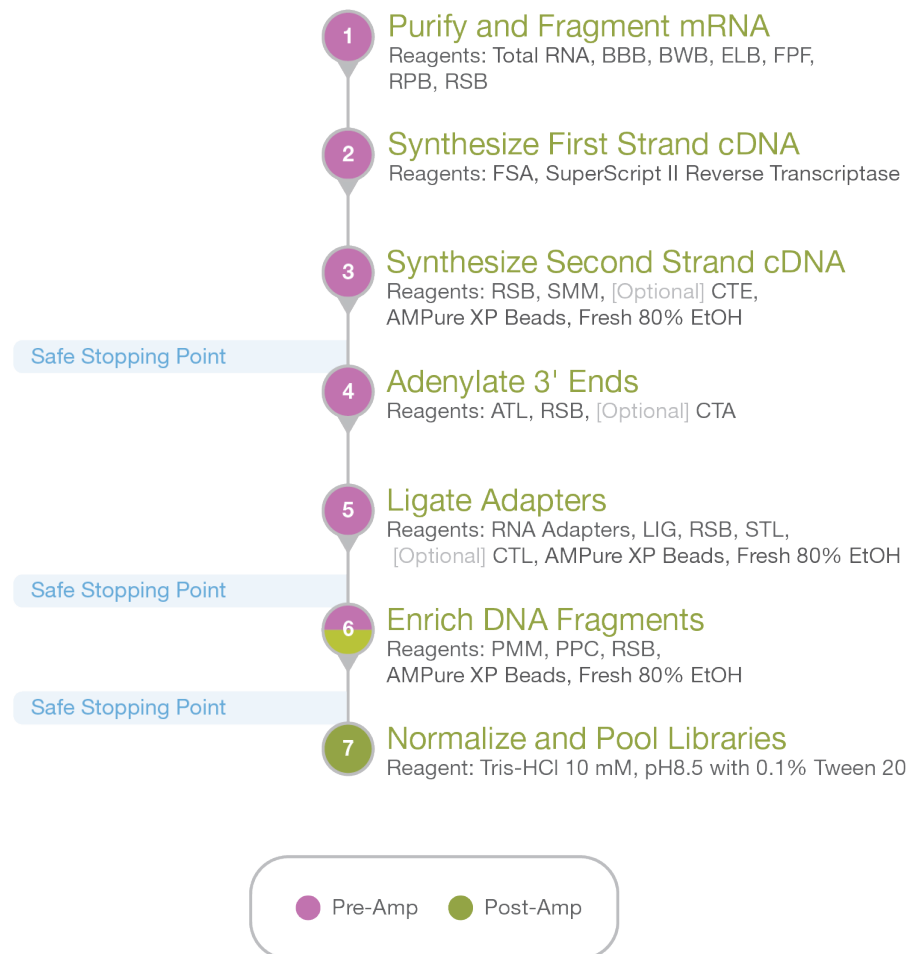 1
Purify and Fragment mRNA
Reagents: Total RNA, BBB, BWB, ELB, FPF,
RPB, RSB
2
Synthesize First Strand cDNA
Reagents: FSA, SuperScript II Reverse Transcriptase
3
Synthesize Second Strand cDNA
Reagents: RSB, SMM, [Optional] CTE,
AMPure XP Beads, Fresh 80% EtOH
Safe Stopping Point
4
Adenylate 3' Ends
Reagents: ATL, RSB, [Optional] CTA
5
Ligate Adapters
Reagents: RNA Adapters, LIG, RSB, STL,
[Optional] CTL, AMPure XP Beads, Fresh 80% EtOH
Safe Stopping Point
6
Enrich DNA Fragments
Reagents: PMM, PPC, RSB,
AMPure XP Beads, Fresh 80% EtOH
Safe Stopping Point
7
Normalize and Pool Libraries
Reagent: Tris-HCl 10 mM, pH8.5 with 0.1% Tween 20
Pre-Amp
Post-Amp